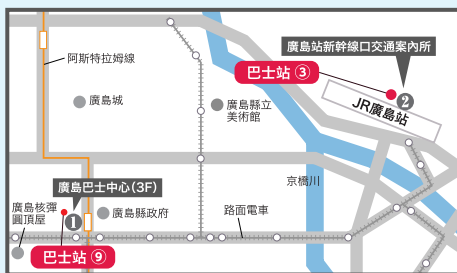 廣島站新幹線口交通案內所
阿斯特拉姆線
巴士站 ③
❷
JR廣島站
廣島城
廣島縣立
美術館
京橋川
廣島巴士中心(3F)
廣島核彈
圓頂屋
❶
廣島縣政府
路面電車
巴士站 ⑨